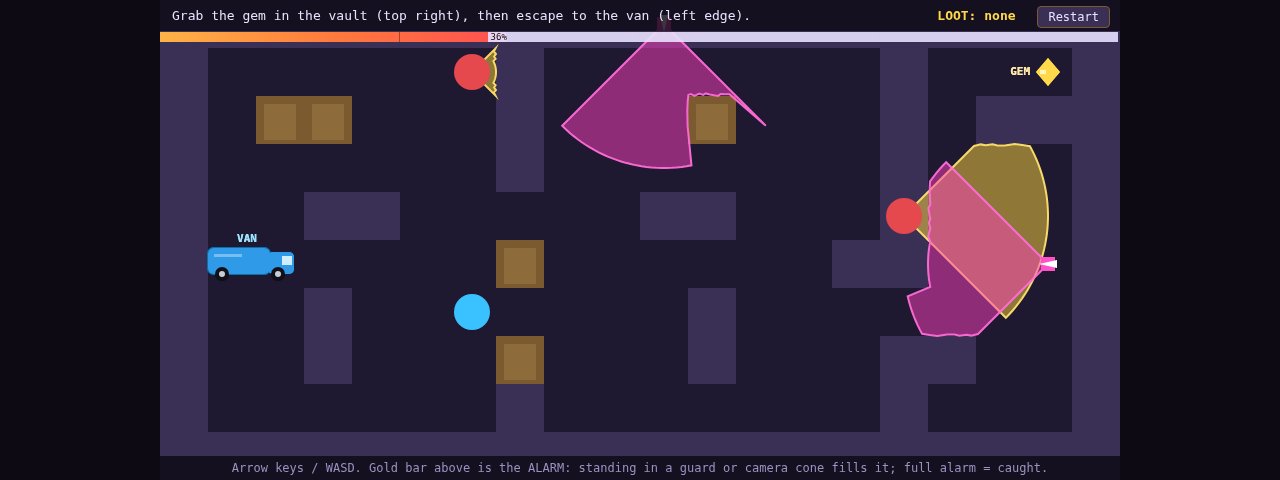 Grab the gem in the vault (top right), then escape to the van (left edge).
LOOT: none
Restart
36%
GEM
VAN
Arrow keys / WASD. Gold bar above is the ALARM: standing in a guard or camera cone fills it; full alarm = caught.